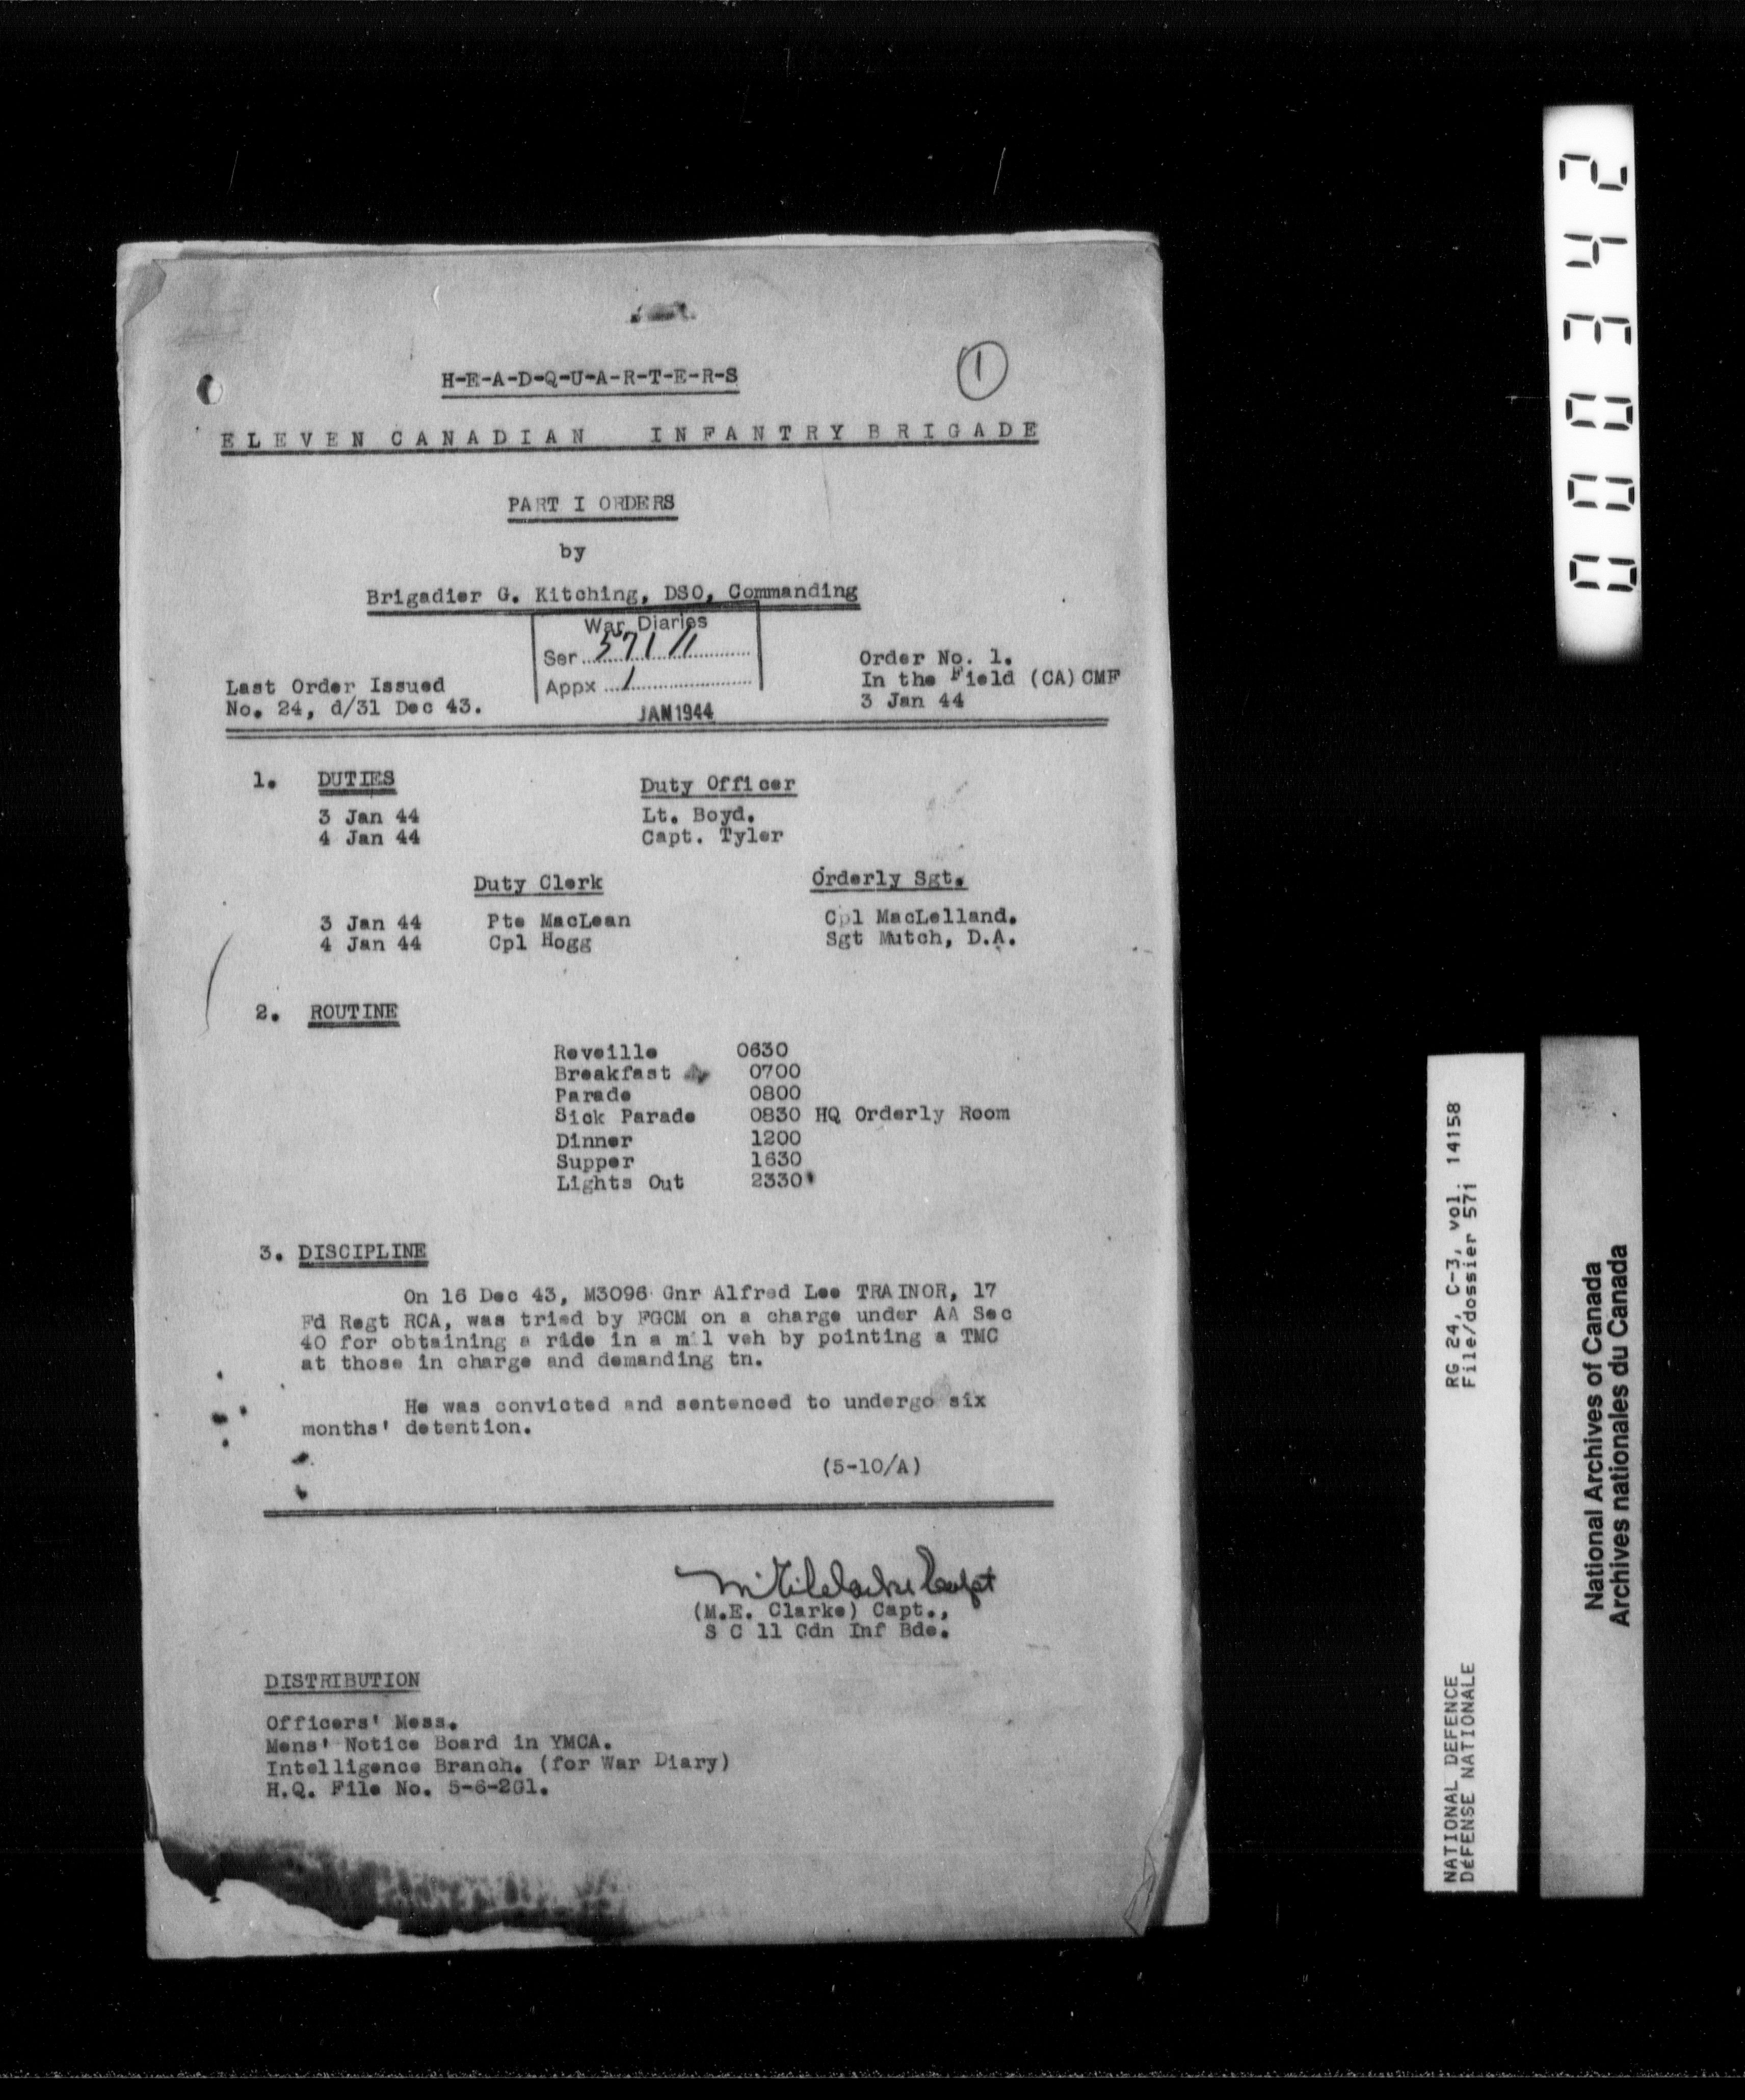 H-E-A-D-Q-U-A-R-T-E-R-S
1
ELEVEN CANADIAN INFANTRY BRIGADE
PART I ORDERS
by
Brigadier G. Kitching, DSO, Commanding
War Diaries
Ser 571/1
Appx 1
JAN 1944
Order No. 1.
In the Field (CA) CMF
3 Jan 44
Last Order Issued
No. 24, d/31 Dec 43.
1. DUTIES Duty Officer
3 Jan 44 Lt. Boyd.
4 Jan 44 Capt. Tyler
Duty Clerk Orderly Sgt.
3 Jan 44 Pte MacLean Cpl MacLelland.
4 Jan 44 Cpl Hogg Sgt Mutch, D.A.
2. ROUTINE
Reveille 0630
Breakfast 0700
Parade 0800
Sick Parade 0830 HQ Orderly Room
Dinner 1200
Supper 1630
Lights Out 2330
3. DISCIPLINE
On 16 Dec 43, M3096 Gnr Alfred Lee TRAINOR, 17
Fd Regt RCA, was tried by FGCM on a charge under AA Sec
40 for obtaining a ride in a mil veh by pointing a TMC
at those in charge and demanding tn.
He was convicted and sentenced to undergo six
months' detention.
(5-10/A)
M.E. Clarke Capt
(M.E. Clarke) Capt.,
S C 11 Cdn Inf Bde.
DISTRIBUTION
Officers' Mess.
Mens' Notice Board in YMCA.
Intelligence Branch. (for War Diary)
H.Q. File No. 5-6-2G1.
000342
RG 24, C-3, vol. 14158
File/dossier 571
NATIONAL DEFENCE
DÉFENSE NATIONALE
National Archives of Canada
Archives nationales du Canada